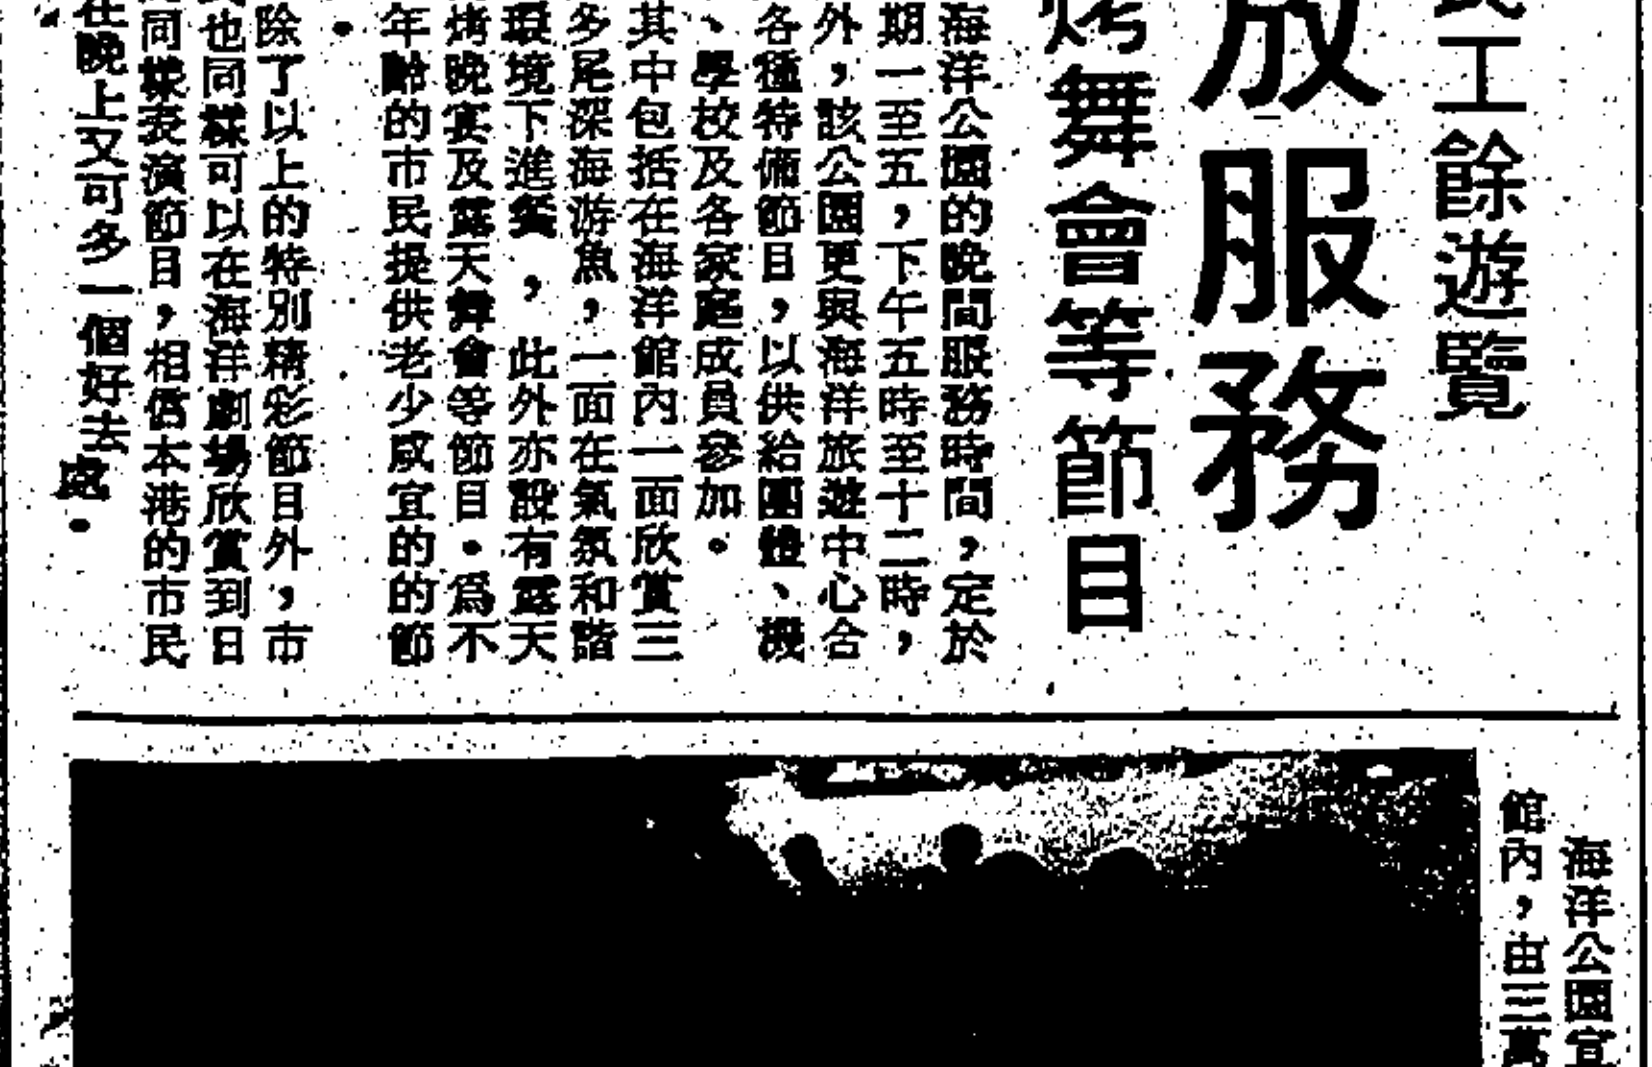 民工餘遊覽
放服務
烤舞會等節目
海洋公園的晚間服務時間,定於
期一至五,下午五時至十二時,
外,該公園更與海洋旅遊中心合
各種特備節目,以供給團體、機
、學校及各家庭成員參加。
其中包括在海洋館內一面欣賞三
多尾深海游魚,一面在氣氛和諧
環境下進餐,此外亦設有露天
烤晚宴及露天舞會等節目。為不
年齡的市民提供老少咸宜的的節
。
除了以上的特別精彩節目外,市
也同樣可以在海洋劇場欣賞到日
同樣表演節目,相信本港的市民
在晚上又可多一個好去處。
海洋公園宣
館內,由三萬